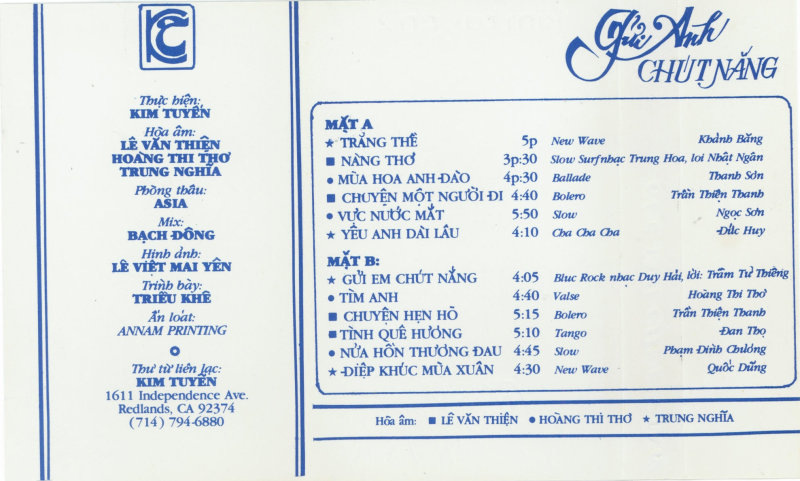 KC
Thực hiện:
KIM TUYẾN
Hòa âm:
LÊ VĂN THIỆN
HOÀNG THI THƠ
TRUNG NGHĨA
Phòng thâu:
ASIA
Mix:
BẠCH ĐÔNG
Hình ảnh:
LÊ VIỆT MAI YÊN
Trình bày:
TRIỀU KHÊ
Ấn loát:
ANNAM PRINTING
Thư từ liên lạc:
KIM TUYẾN
1611 Independence Ave.
Redlands, CA 92374
(714) 794-6880
Gửi Anh
CHÚT NẮNG
MẶT A
★ TRĂNG THỀ 5p New Wave Khánh Băng
■ NÀNG THƠ 3p:30 Slow Surf nhạc Trung Hoa, loi Nhật Ngân
● MÙA HOA ANH ĐÀO 4p:30 Ballade Thanh Sơn
■ CHUYỆN MỘT NGƯỜI ĐI 4:40 Bolero Trần Thiện Thanh
● VỰC NƯỚC MẮT 5:50 Slow Ngọc Sơn
★ YÊU ANH DÀI LÂU 4:10 Cha Cha Cha Đức Huy
MẶT B:
★ GỬI EM CHÚT NẮNG 4:05 Bluc Rock nhạc Duy Hải, lời: Trầm Tử Thiêng
● TÌM ANH 4:40 Valse Hoàng Thi Thơ
■ CHUYỆN HẸN HÒ 5:15 Bolero Trần Thiện Thanh
■ TÌNH QUÊ HƯƠNG 5:10 Tango Đan Thọ
● NỬA HỒN THƯƠNG ĐAU 4:45 Slow Phạm Đình Chương
★ ĐIỆP KHÚC MÙA XUÂN 4:30 New Wave Quốc Dũng
Hòa âm: ■ LÊ VĂN THIỆN ● HOÀNG THI THƠ ★ TRUNG NGHĨA